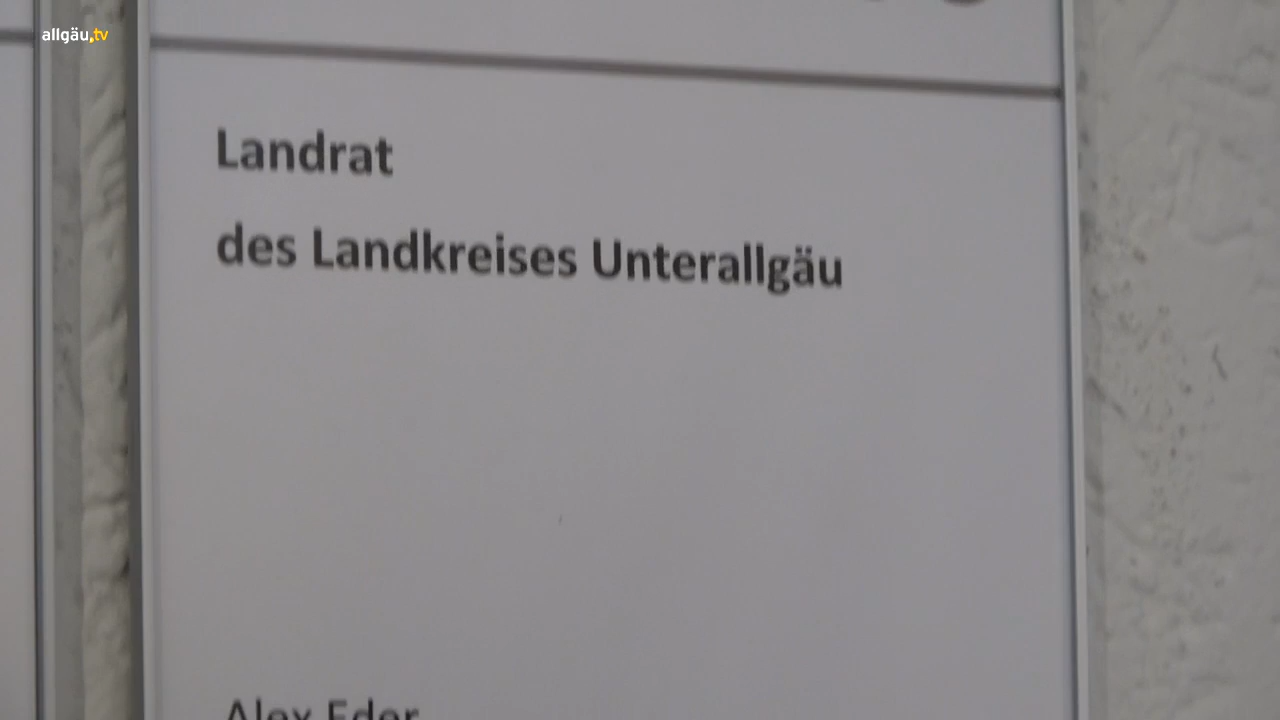 allgäu.tv
Landrat
des Landkreises Unterallgäu
Alex Eder